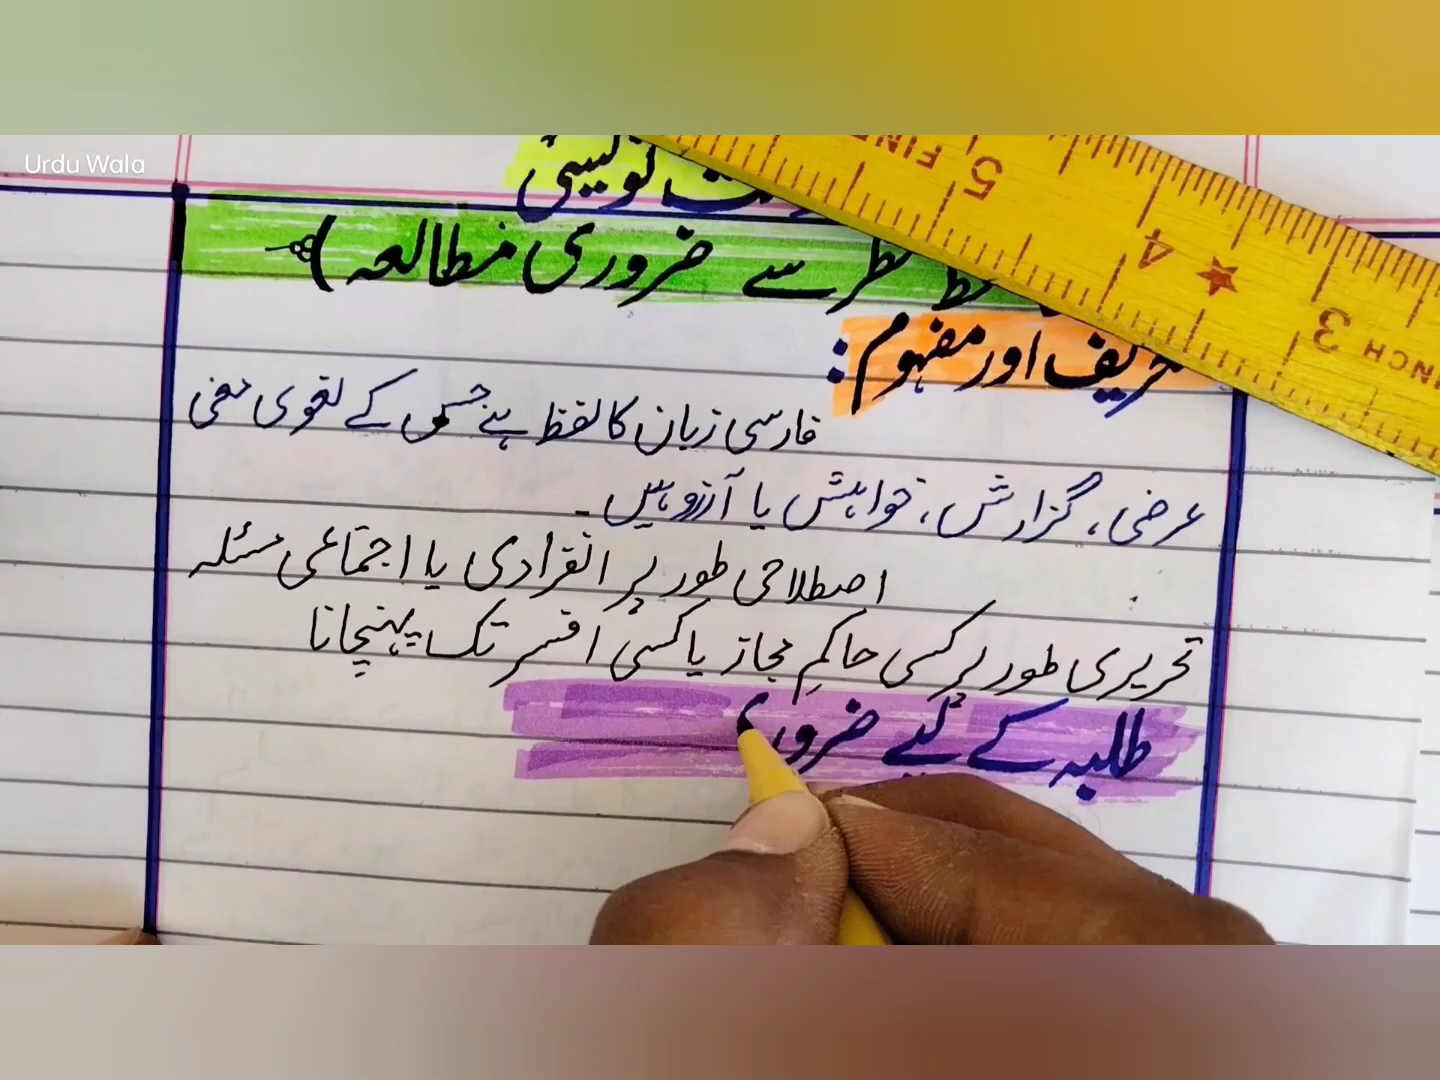 Urdu Wala
نویسی
نظر سے ضروری مطالعہ)
اور مفہوم:
فارسی زبان کا لفظ ہے جس کے لغوی معنی
عرضی، گزارش، خواہش یا آرزو ہیں۔
اصطلاحی طور پر انفرادی یا اجتماعی مسئلہ
تحریری طور پر کسی حاکمِ مجاز یا کسی افسر تک پہنچانا
طلبہ کے لیے
5 4 3
INCH